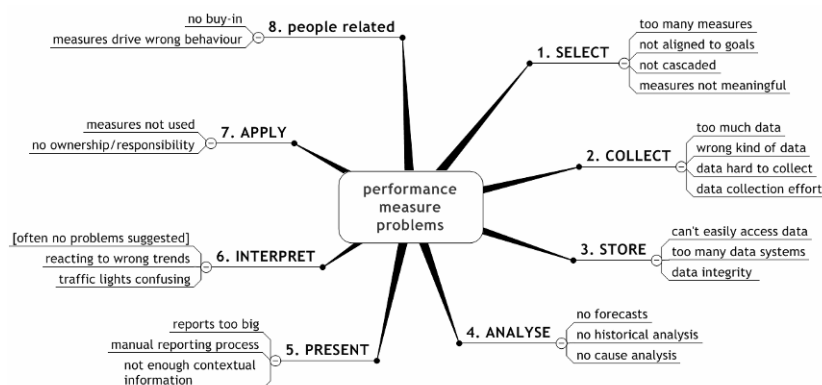 performance
measure
problems
1. SELECT
too many measures
not aligned to goals
not cascaded
measures not meaningful
2. COLLECT
too much data
wrong kind of data
data hard to collect
data collection effort
3. STORE
can't easily access data
too many data systems
data integrity
4. ANALYSE
no forecasts
no historical analysis
no cause analysis
5. PRESENT
reports too big
manual reporting process
not enough contextual
information
6. INTERPRET
[often no problems suggested]
reacting to wrong trends
traffic lights confusing
7. APPLY
measures not used
no ownership/responsibility
8. people related
no buy-in
measures drive wrong behaviour